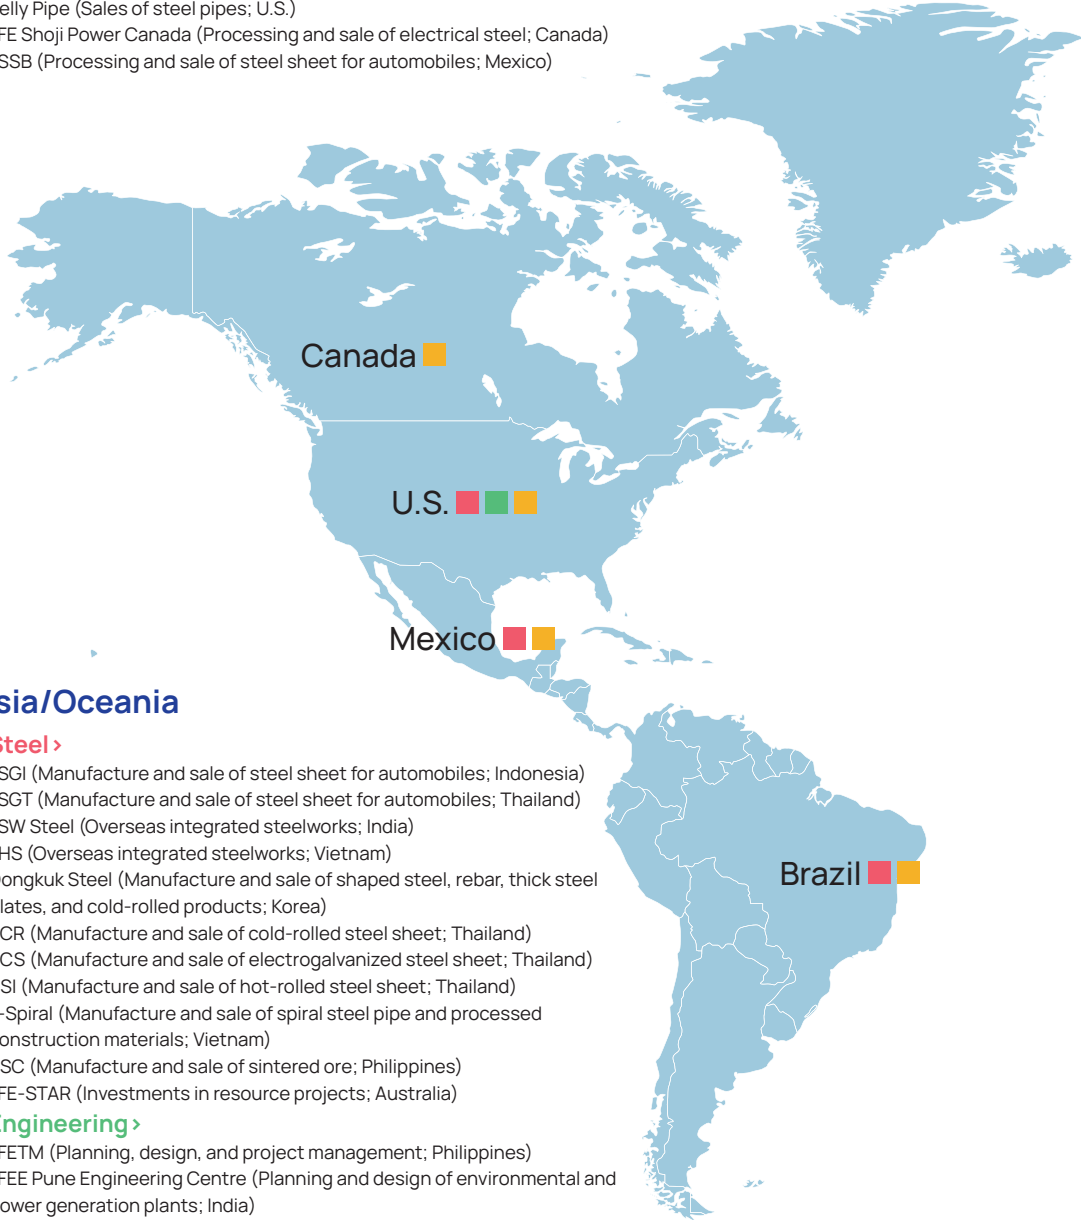 elly Pipe (Sales of steel pipes; U.S.)
FE Shoji Power Canada (Processing and sale of electrical steel; Canada)
SSB (Processing and sale of steel sheet for automobiles; Mexico)
Canada
U.S.
Mexico
sia/Oceania
Steel >
SGI (Manufacture and sale of steel sheet for automobiles; Indonesia)
SGT (Manufacture and sale of steel sheet for automobiles; Thailand)
SW Steel (Overseas integrated steelworks; India)
HS (Overseas integrated steelworks; Vietnam)
ongkuk Steel (Manufacture and sale of shaped steel, rebar, thick steel
lates, and cold-rolled products; Korea)
CR (Manufacture and sale of cold-rolled steel sheet; Thailand)
CS (Manufacture and sale of electrogalvanized steel sheet; Thailand)
SI (Manufacture and sale of hot-rolled steel sheet; Thailand)
-Spiral (Manufacture and sale of spiral steel pipe and processed
onstruction materials; Vietnam)
SC (Manufacture and sale of sintered ore; Philippines)
FE-STAR (Investments in resource projects; Australia)
Engineering >
FETM (Planning, design, and project management; Philippines)
FEE Pune Engineering Centre (Planning and design of environmental and
ower generation plants; India)
Brazil